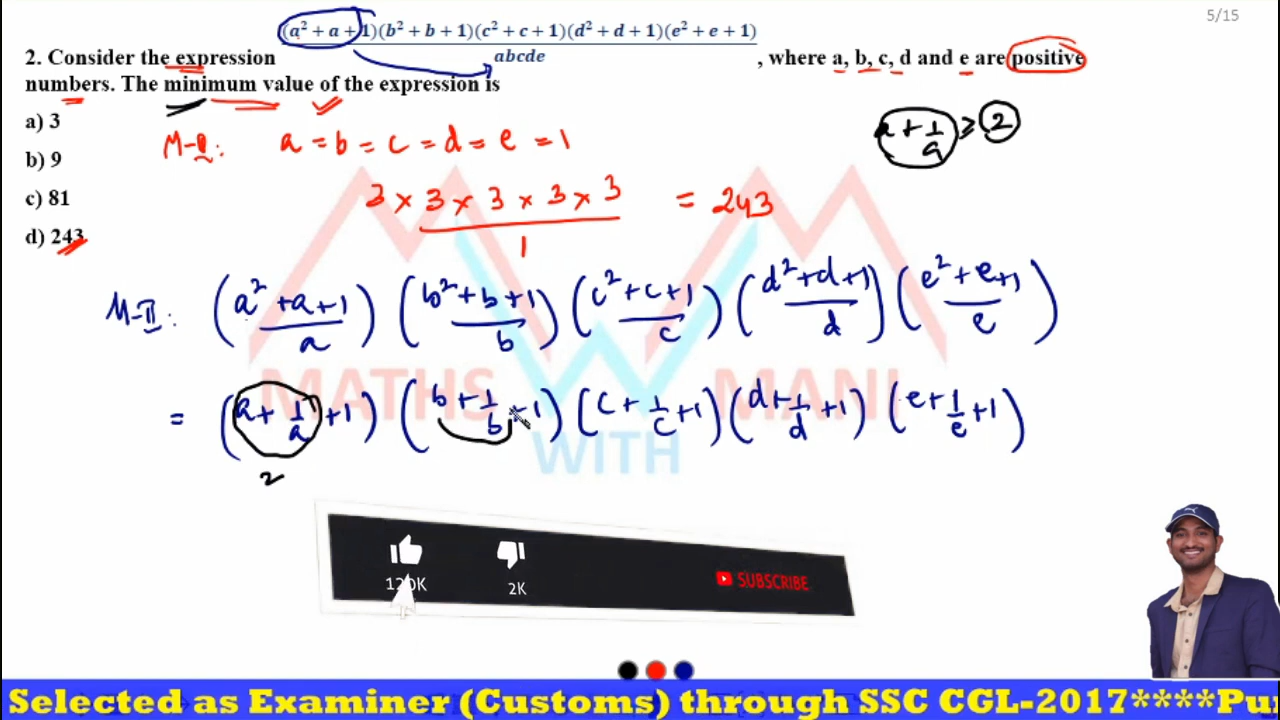 5/15
(a² + a + 1)(b² + b + 1)(c² + c + 1)(d² + d + 1)(e² + e + 1)
2. Consider the expression abcde , where a, b, c, d and e are positive
numbers. The minimum value of the expression is
a) 3
b) 9
c) 81
d) 243
a + 1/a ≥ 2
M-I: a = b = c = d = e = 1
3 × 3 × 3 × 3 × 3 = 243
1
M-II: (a² + a + 1 / a) (b² + b + 1 / b) (c² + c + 1 / c) (d² + d + 1 / d) (e² + e + 1 / e)
= (a + 1/a + 1) (b + 1/b + 1) (c + 1/c + 1) (d + 1/d + 1) (e + 1/e + 1)
2
MATHS MANI
WITH
2K
SUBSCRIBE
Selected as Examiner (Customs) through SSC CGL-2017****Pu